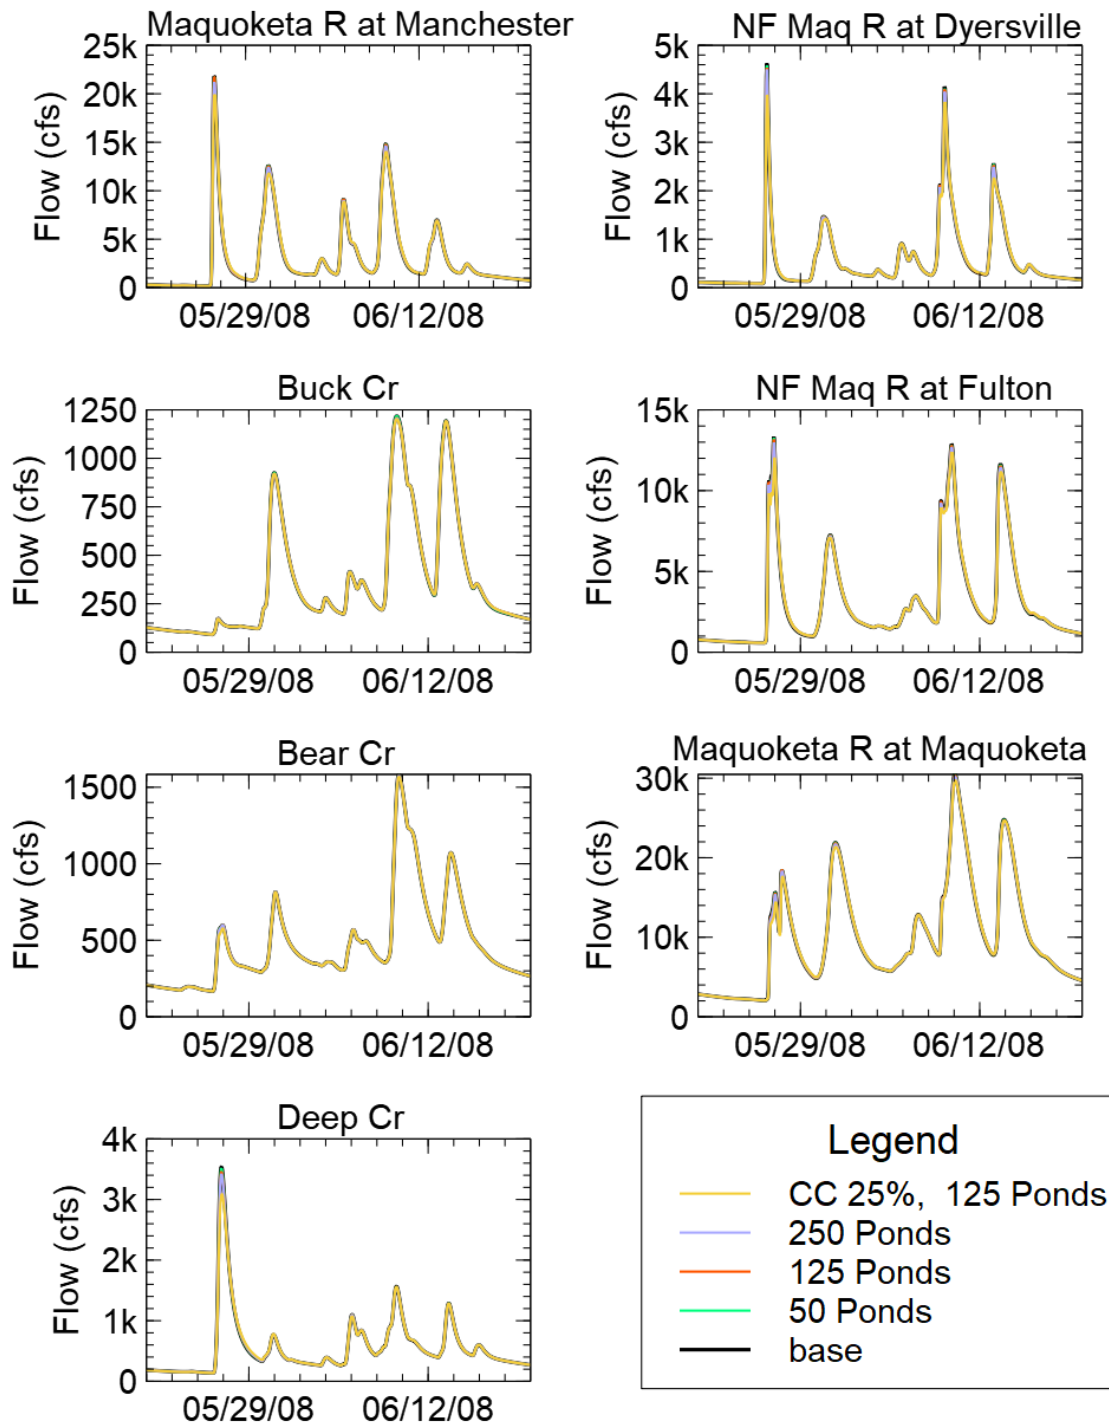 Maquoketa R at Manchester
25k
20k
15k
10k
5k
0
Flow (cfs)
05/29/08 06/12/08
NF Maq R at Dyersville
5k
4k
3k
2k
1k
0
Flow (cfs)
05/29/08 06/12/08
Buck Cr
1250
1000
750
500
250
0
Flow (cfs)
05/29/08 06/12/08
NF Maq R at Fulton
15k
10k
5k
0
Flow (cfs)
05/29/08 06/12/08
Bear Cr
1500
1000
500
0
Flow (cfs)
05/29/08 06/12/08
Maquoketa R at Maquoketa
30k
20k
10k
0
Flow (cfs)
05/29/08 06/12/08
Deep Cr
4k
3k
2k
1k
0
Flow (cfs)
05/29/08 06/12/08
Legend
CC 25%, 125 Ponds
250 Ponds
125 Ponds
50 Ponds
base